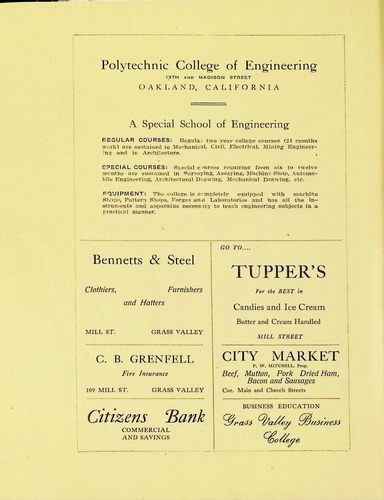 Polytechnic College of Engineering
13TH AND MADISON STREET
OAKLAND, CALIFORNIA
A Special School of Engineering
REGULAR COURSES: Regular two year college courses (24 months
work) are sustained in Mechanical, Civil, Electrical, Mining Engineer-
ing and in Architecture.
SPECIAL COURSES: Special courses requiring from six to twelve
months are sustained in Surveying, Assaying, Machine Shop, Automo-
bile Engineering, Architectural Drawing, Mechanical Drawing, etc.
EQUIPMENT: The college is completely equipped with machine
Shops, Pattern Shops, Forges and Laboratories and has all the in-
struments and apparatus necessary to teach engineering subjects in a
practical manner.
Bennetts & Steel
Clothiers, Furnishers
and Hatters
MILL ST. GRASS VALLEY
C. B. GRENFELL
Fire Insurance
109 MILL ST. GRASS VALLEY
Citizens Bank
COMMERCIAL
AND SAVINGS
GO TO....
TUPPER'S
For the BEST in
Candies and Ice Cream
Butter and Cream Handled
MILL STREET
CITY MARKET
P. W. MITCHELL, Prop.
Beef, Mutton, Pork Dried Ham,
Bacon and Sausages
Cor. Main and Church Streets
BUSINESS EDUCATION
Grass Valley Business
College